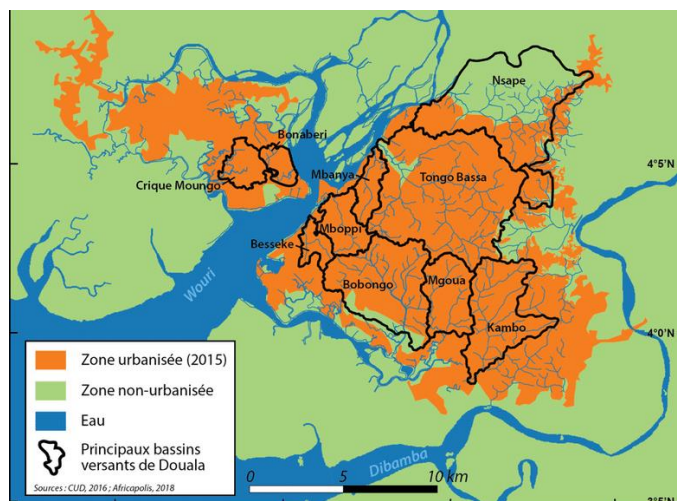 Nsape
Bonaberi
4°5'N
Mbanya
Tongo Bassa
Crique Moungo
Mboppi
Besseke
Wouri
Bobongo
Mgoua
Kambo
4°0'N
Zone urbanisée (2015)
Zone non-urbanisée
Eau
Principaux bassins
versants de Douala
Sources : CUD, 2016 ; Africapolis, 2018
0 5 10 km
Dibamba
3°5'N